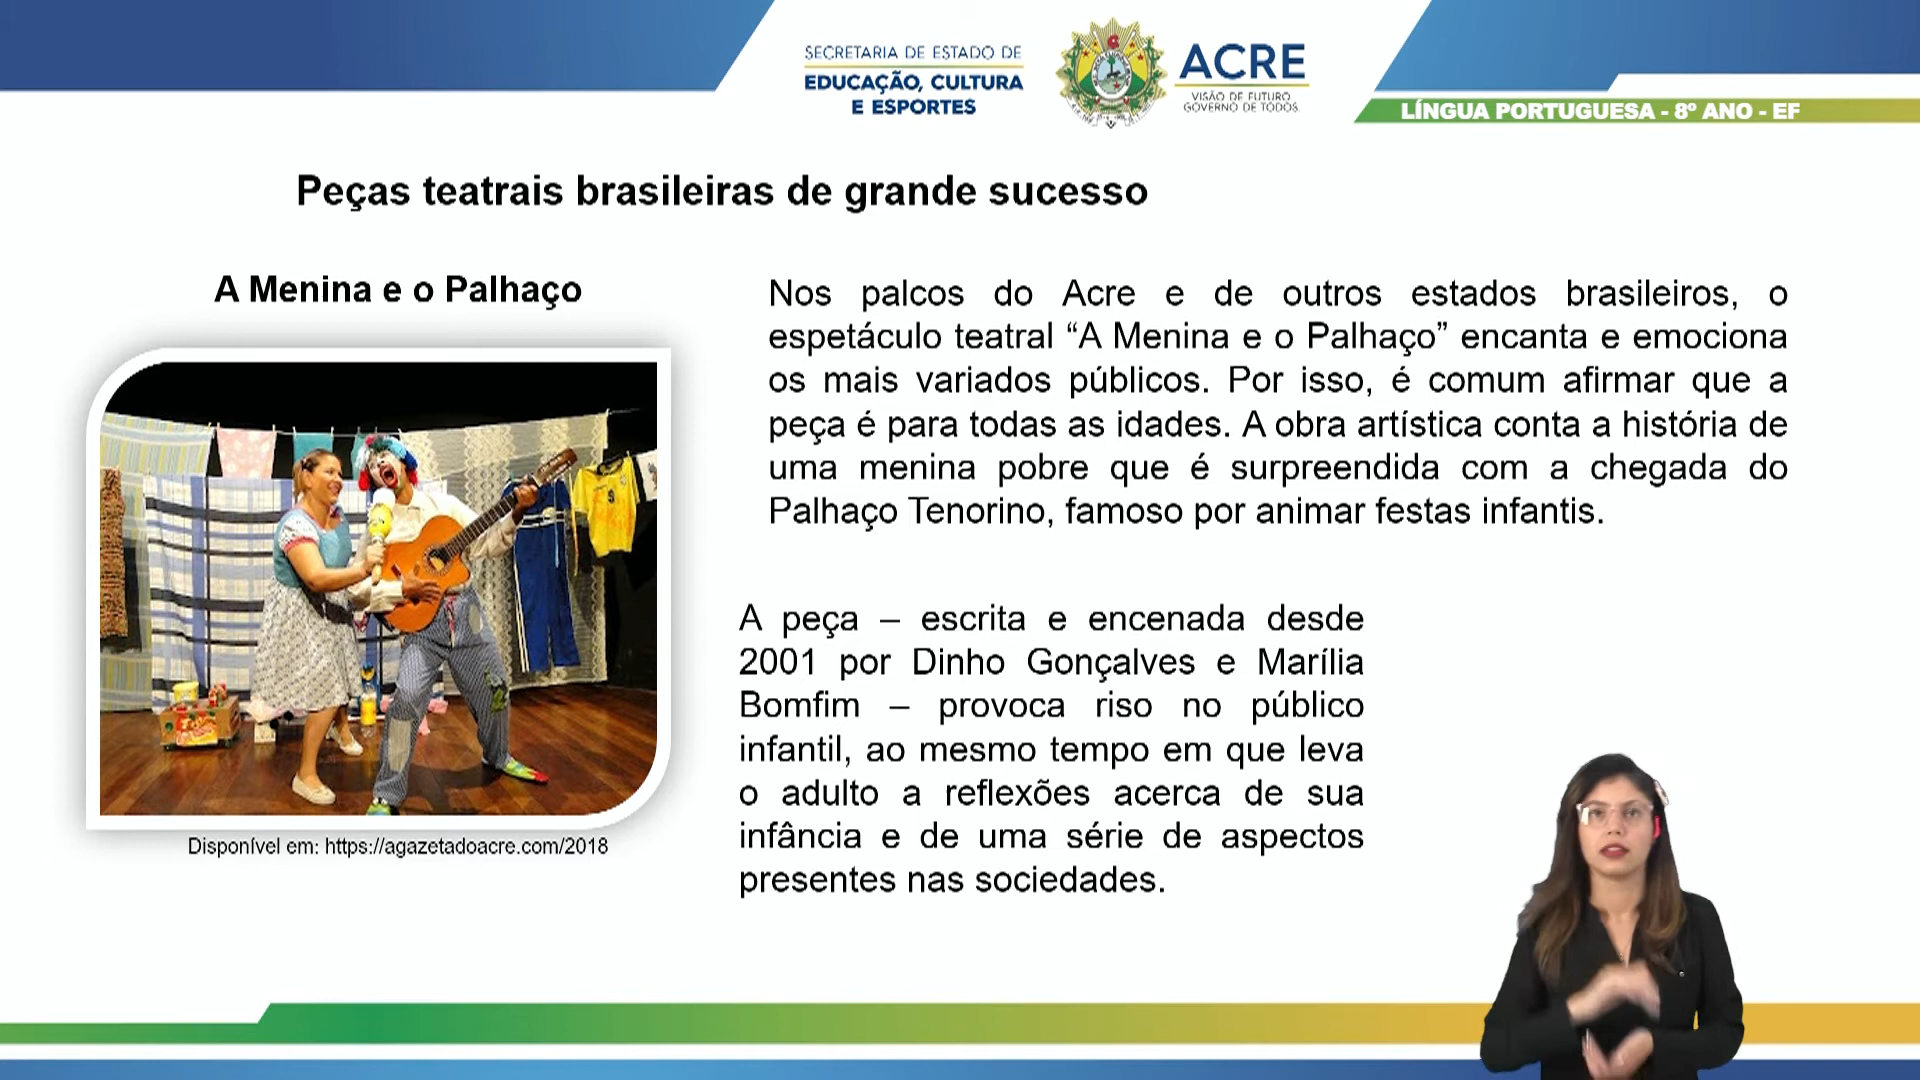 SECRETARIA DE ESTADO DE
EDUCAÇÃO, CULTURA
E ESPORTES
ACRE
VISÃO DE FUTURO.
GOVERNO DE TODOS.
LÍNGUA PORTUGUESA - 8º ANO - EF
Peças teatrais brasileiras de grande sucesso
A Menina e o Palhaço
Disponível em: https://agazetadoacre.com/2018
Nos palcos do Acre e de outros estados brasileiros, o
espetáculo teatral “A Menina e o Palhaço” encanta e emociona
os mais variados públicos. Por isso, é comum afirmar que a
peça é para todas as idades. A obra artística conta a história de
uma menina pobre que é surpreendida com a chegada do
Palhaço Tenorino, famoso por animar festas infantis.
A peça – escrita e encenada desde
2001 por Dinho Gonçalves e Marília
Bomfim – provoca riso no público
infantil, ao mesmo tempo em que leva
o adulto a reflexões acerca de sua
infância e de uma série de aspectos
presentes nas sociedades.